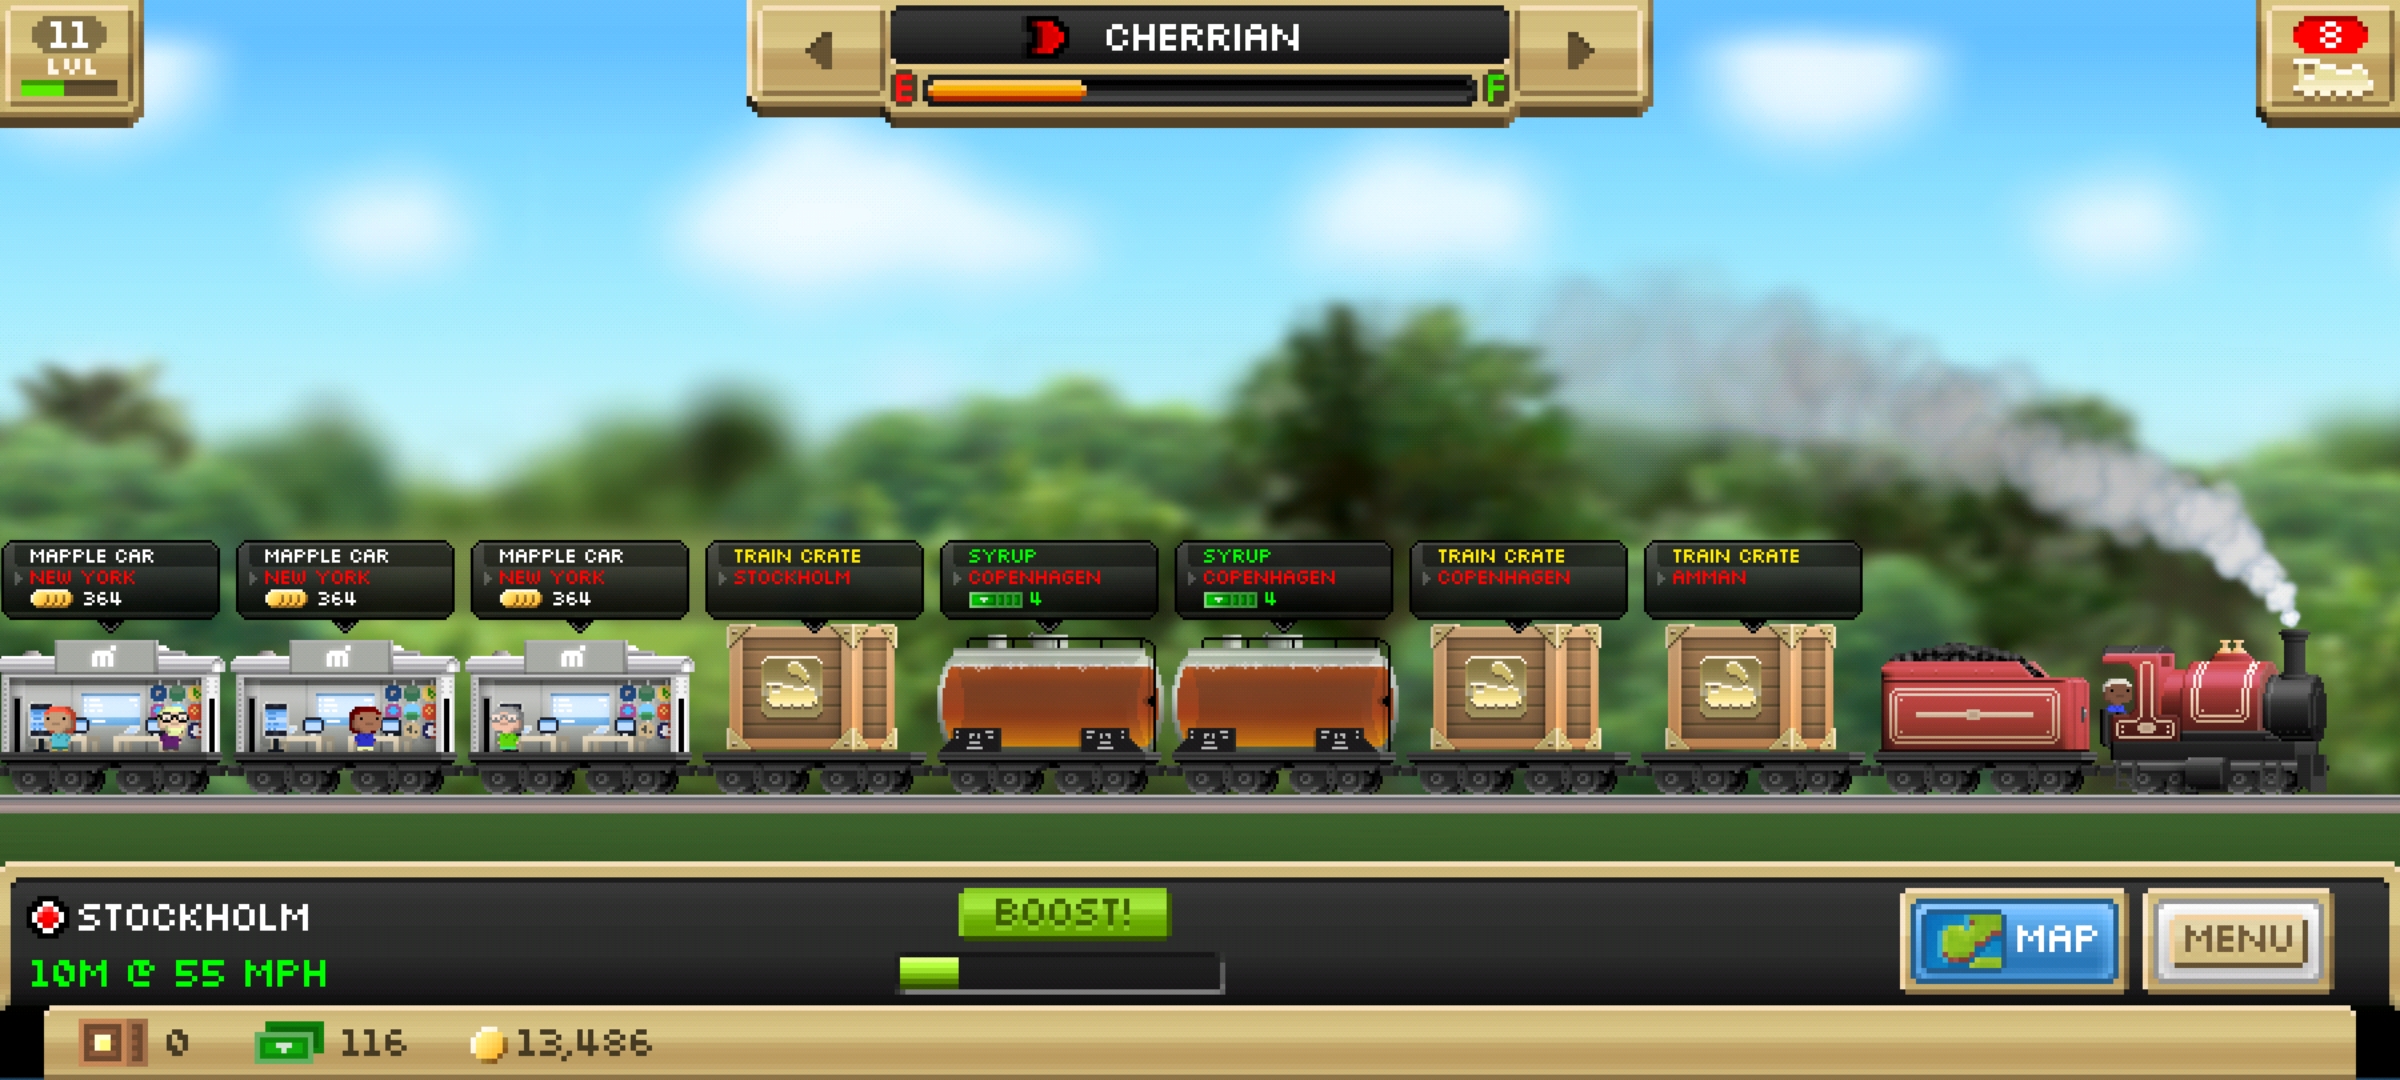 11
LVL
CHERRIAN
E F
8
MAPPLE CAR
NEW YORK
364
MAPPLE CAR
NEW YORK
364
MAPPLE CAR
NEW YORK
364
TRAIN CRATE
STOCKHOLM
SYRUP
COPENHAGEN
4
SYRUP
COPENHAGEN
4
TRAIN CRATE
COPENHAGEN
TRAIN CRATE
AMMAN
m
m
m
STOCKHOLM
10M @ 55 MPH
BOOST!
MAP
MENU
0
116
13,486